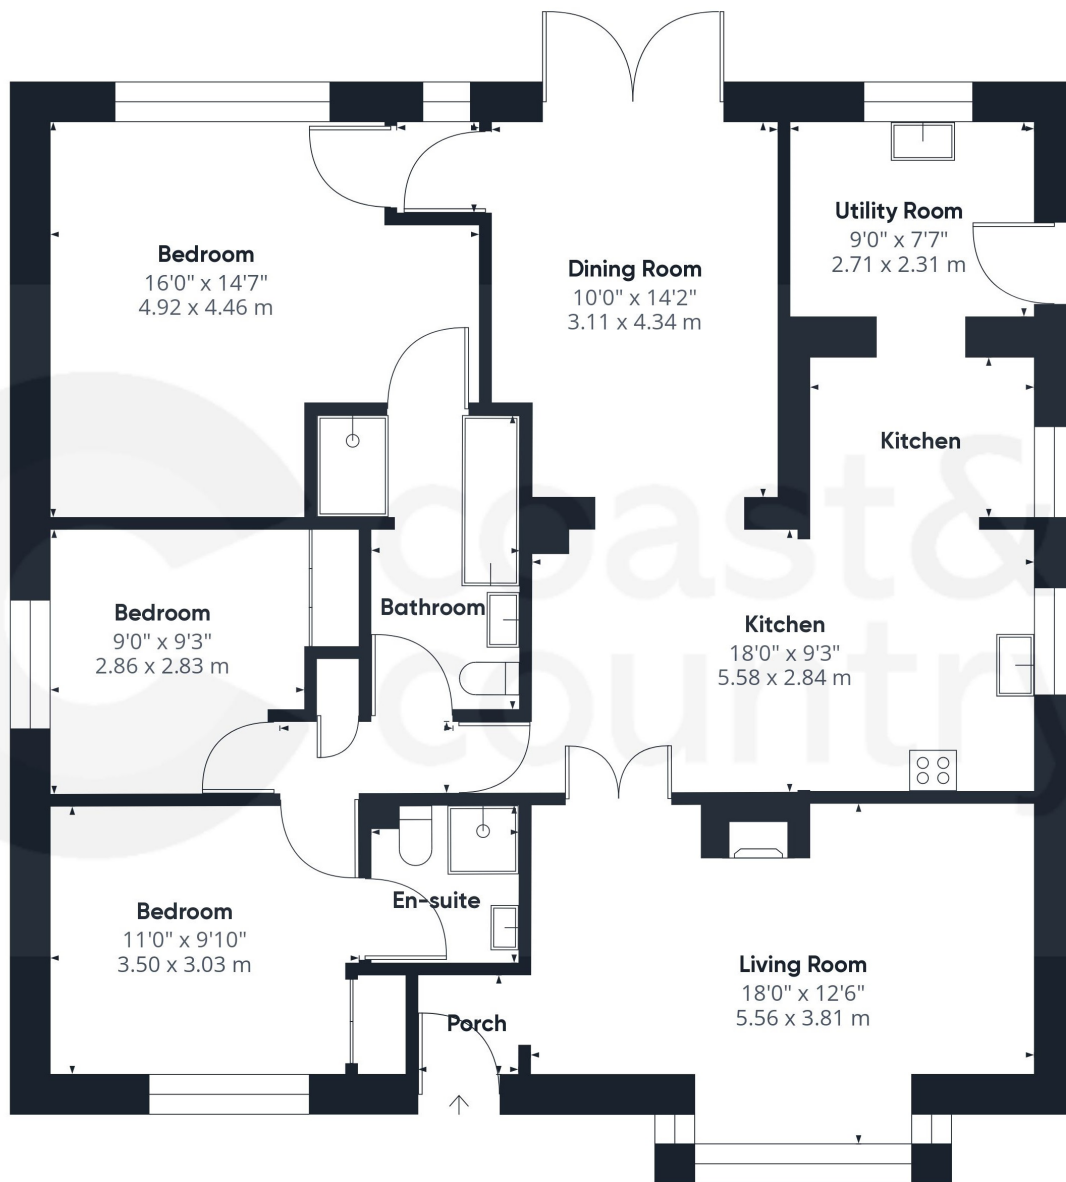 Bedroom
16'0" x 14'7"
4.92 x 4.46 m
Dining Room
10'0" x 14'2"
3.11 x 4.34 m
Utility Room
9'0" x 7'7"
2.71 x 2.31 m
Kitchen
Bedroom
9'0" x 9'3"
2.86 x 2.83 m
Bathroom
Kitchen
18'0" x 9'3"
5.58 x 2.84 m
Bedroom
11'0" x 9'10"
3.50 x 3.03 m
En-suite
Porch
Living Room
18'0" x 12'6"
5.56 x 3.81 m
coast &
country